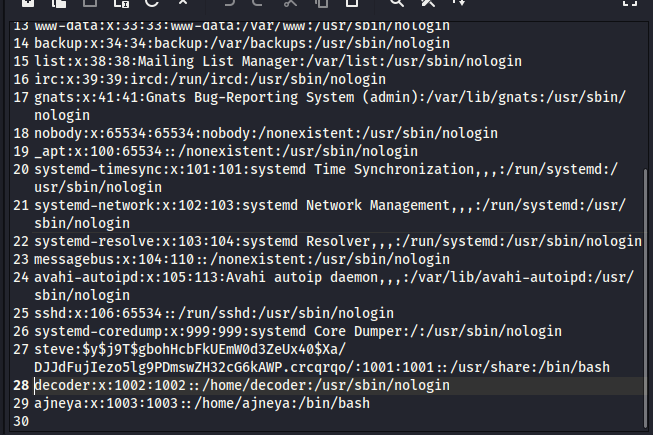 13 www-data:x:33:33:www-data:/var/www:/usr/sbin/nologin
14 backup:x:34:34:backup:/var/backups:/usr/sbin/nologin
15 list:x:38:38:Mailing List Manager:/var/list:/usr/sbin/nologin
16 irc:x:39:39:ircd:/run/ircd:/usr/sbin/nologin
17 gnats:x:41:41:Gnats Bug-Reporting System (admin):/var/lib/gnats:/usr/sbin/
nologin
18 nobody:x:65534:65534:nobody:/nonexistent:/usr/sbin/nologin
19 _apt:x:100:65534::/nonexistent:/usr/sbin/nologin
20 systemd-timesync:x:101:101:systemd Time Synchronization,,,:/run/systemd:/
usr/sbin/nologin
21 systemd-network:x:102:103:systemd Network Management,,,:/run/systemd:/usr/
sbin/nologin
22 systemd-resolve:x:103:104:systemd Resolver,,,:/run/systemd:/usr/sbin/nologin
23 messagebus:x:104:110::/nonexistent:/usr/sbin/nologin
24 avahi-autoipd:x:105:113:Avahi autoip daemon,,,:/var/lib/avahi-autoipd:/usr/
sbin/nologin
25 sshd:x:106:65534::/run/sshd:/usr/sbin/nologin
26 systemd-coredump:x:999:999:systemd Core Dumper:/:/usr/sbin/nologin
27 steve:$y$j9T$gbohHcbFkUEmW0d3ZeUx40$Xa/
DJJdFujIezo5lg9PDmswZH32cG6kAWP.crcqrqo/:1001:1001::/usr/share:/bin/bash
28 decoder:x:1002:1002::/home/decoder:/usr/sbin/nologin
29 ajneya:x:1003:1003::/home/ajneya:/bin/bash
30